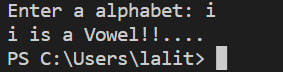 Enter a alphabet: i
i is a Vowel!!....
PS C:\Users\lalit>